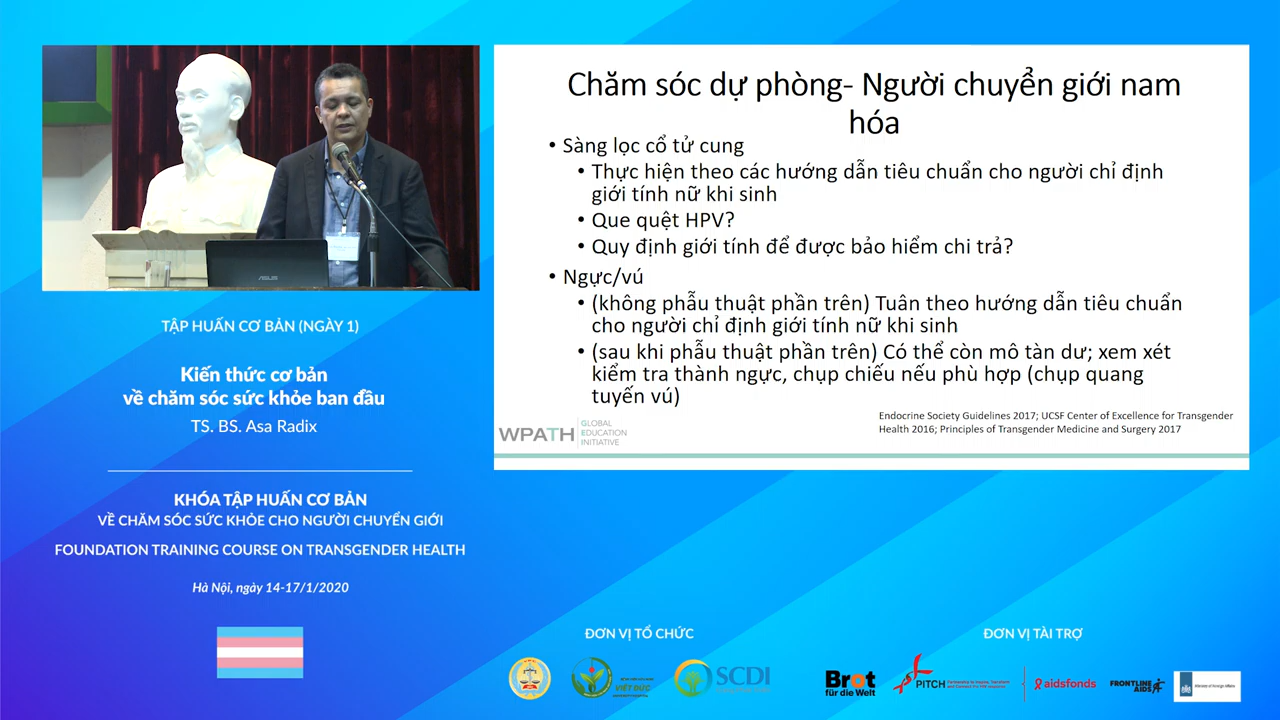 ASUS
TẬP HUẤN CƠ BẢN (NGÀY 1)
Kiến thức cơ bản
về chăm sóc sức khỏe ban đầu
TS. BS. Asa Radix
KHÓA TẬP HUẤN CƠ BẢN
VỀ CHĂM SÓC SỨC KHỎE CHO NGƯỜI CHUYỂN GIỚI
FOUNDATION TRAINING COURSE ON TRANSGENDER HEALTH
Hà Nội, ngày 14-17/1/2020
Chăm sóc dự phòng- Người chuyển giới nam
hóa
• Sàng lọc cổ tử cung
• Thực hiện theo các hướng dẫn tiêu chuẩn cho người chỉ định
giới tính nữ khi sinh
• Que quệt HPV?
• Quy định giới tính để được bảo hiểm chi trả?
• Ngực/vú
• (không phẫu thuật phần trên) Tuân theo hướng dẫn tiêu chuẩn
cho người chỉ định giới tính nữ khi sinh
• (sau khi phẫu thuật phần trên) Có thể còn mô tàn dư; xem xét
kiểm tra thành ngực, chụp chiếu nếu phù hợp (chụp quang
tuyến vú)
Endocrine Society Guidelines 2017; UCSF Center of Excellence for Transgender
Health 2016; Principles of Transgender Medicine and Surgery 2017
WPATH
GLOBAL
EDUCATION
INITIATIVE
ĐƠN VỊ TỔ CHỨC
VIỆT ĐỨC
SCDI
ĐƠN VỊ TÀI TRỢ
Brot
für die Welt
PITCH
aidsfonds
FRONTLINE
AIDS